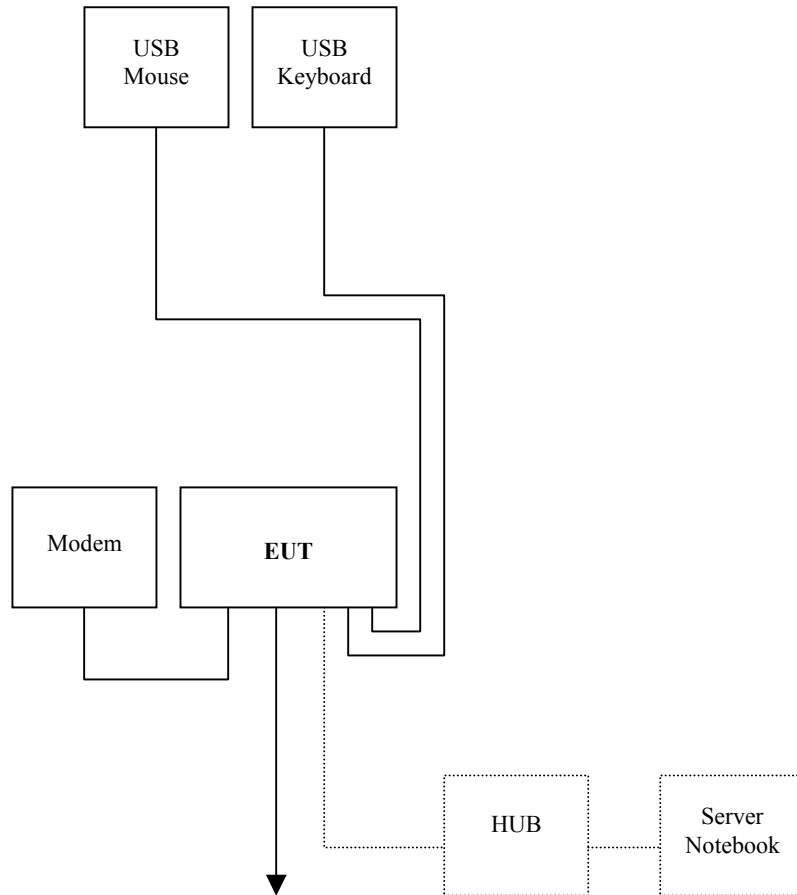 USB
Mouse
USB
Keyboard
Modem
EUT
HUB
Server
Notebook